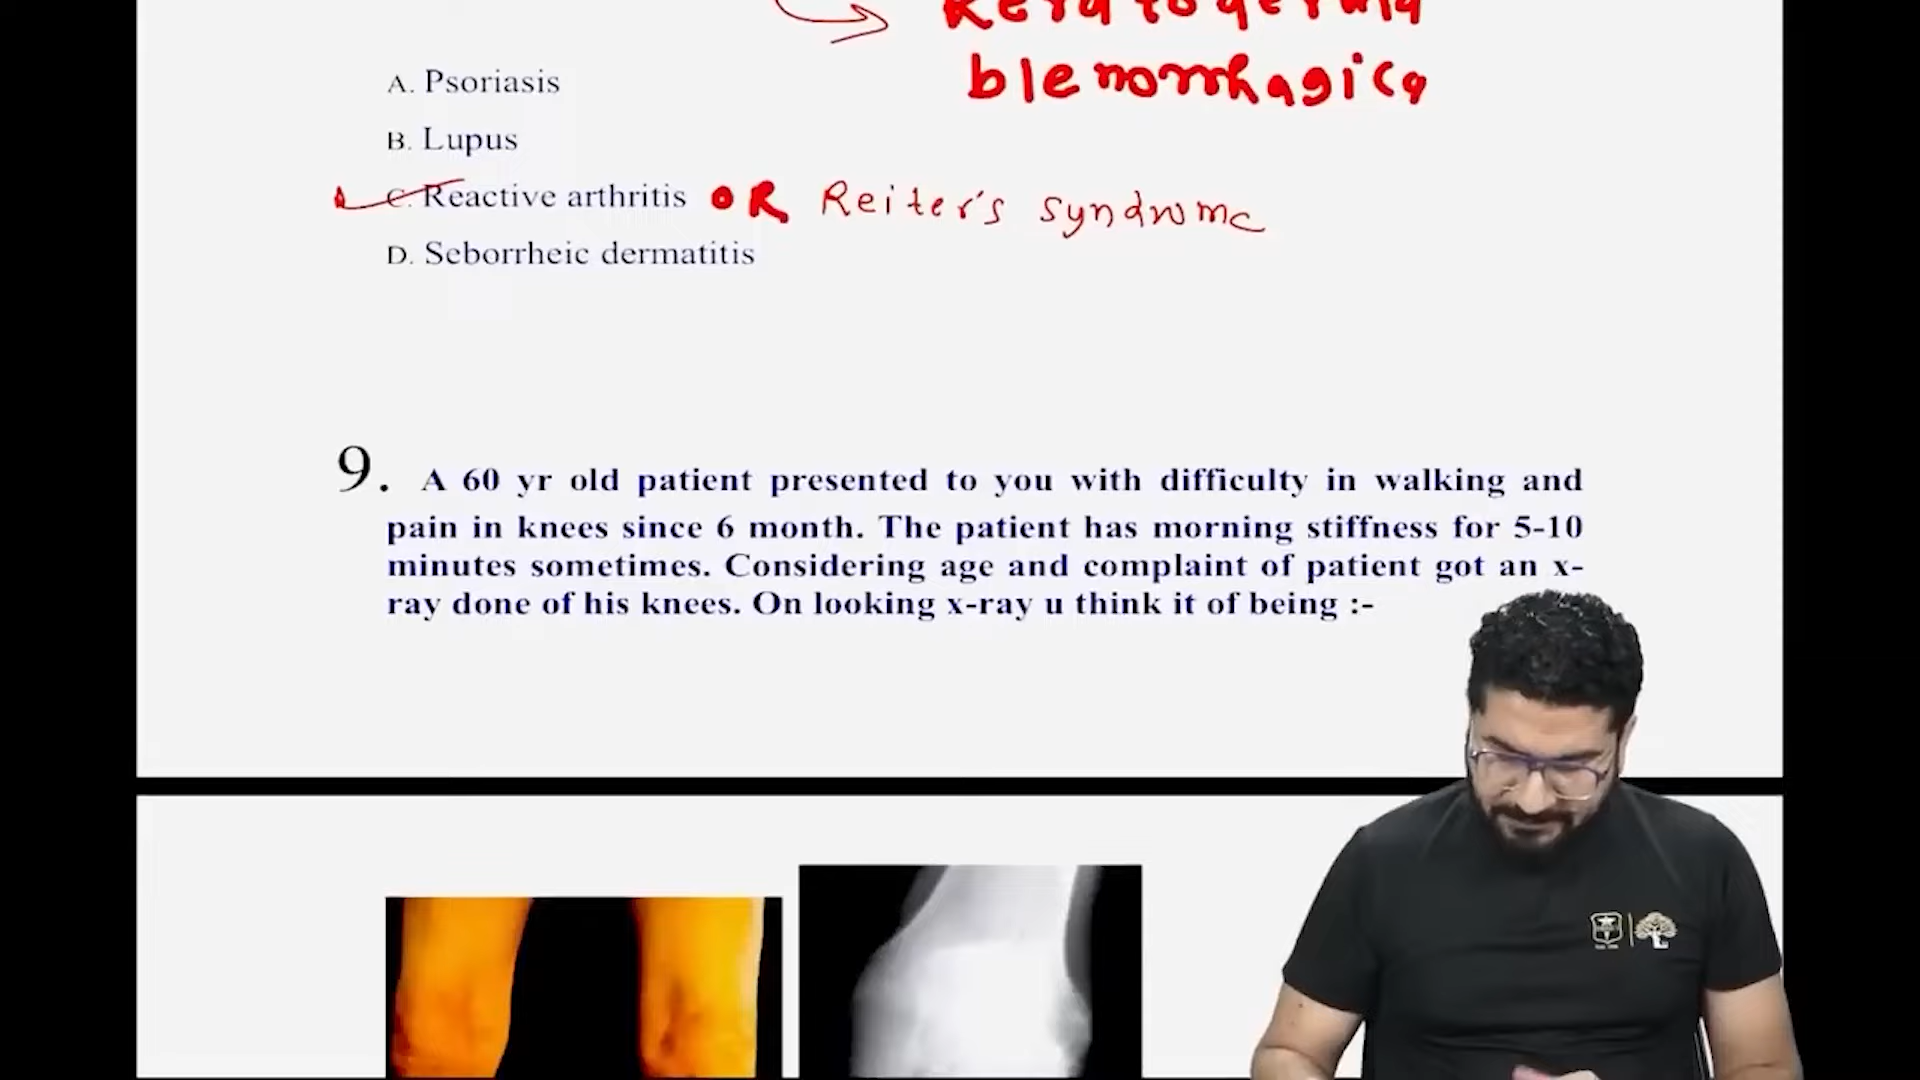 Keratoderma
blenorrhagica
A. Psoriasis
B. Lupus
C. Reactive arthritis OR Reiter's syndrome
D. Seborrheic dermatitis
9. A 60 yr old patient presented to you with difficulty in walking and
pain in knees since 6 month. The patient has morning stiffness for 5-10
minutes sometimes. Considering age and complaint of patient got an x-
ray done of his knees. On looking x-ray u think it of being :-